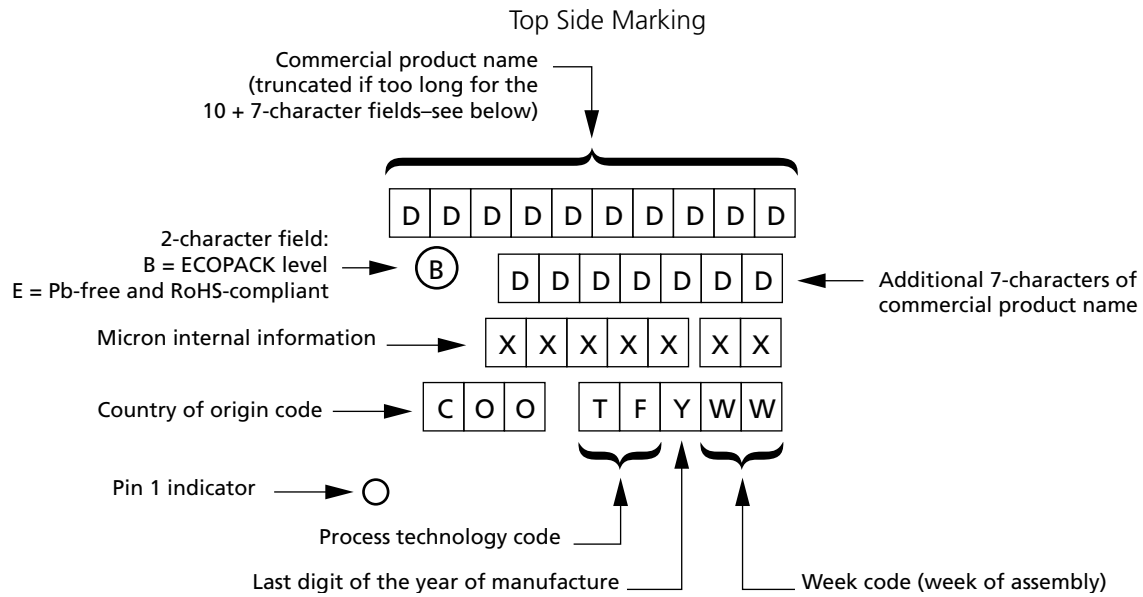 Top Side Marking
Commercial product name
(truncated if too long for the
10 + 7-character fields–see below)
D D D D D D D D D D
2-character field:
B = ECOPACK level
E = Pb-free and RoHS-compliant
B
D D D D D D D
Additional 7-characters of
commercial product name
Micron internal information
X X X X X X X
Country of origin code
C O O T F Y W W
Pin 1 indicator
Process technology code
Last digit of the year of manufacture
Week code (week of assembly)